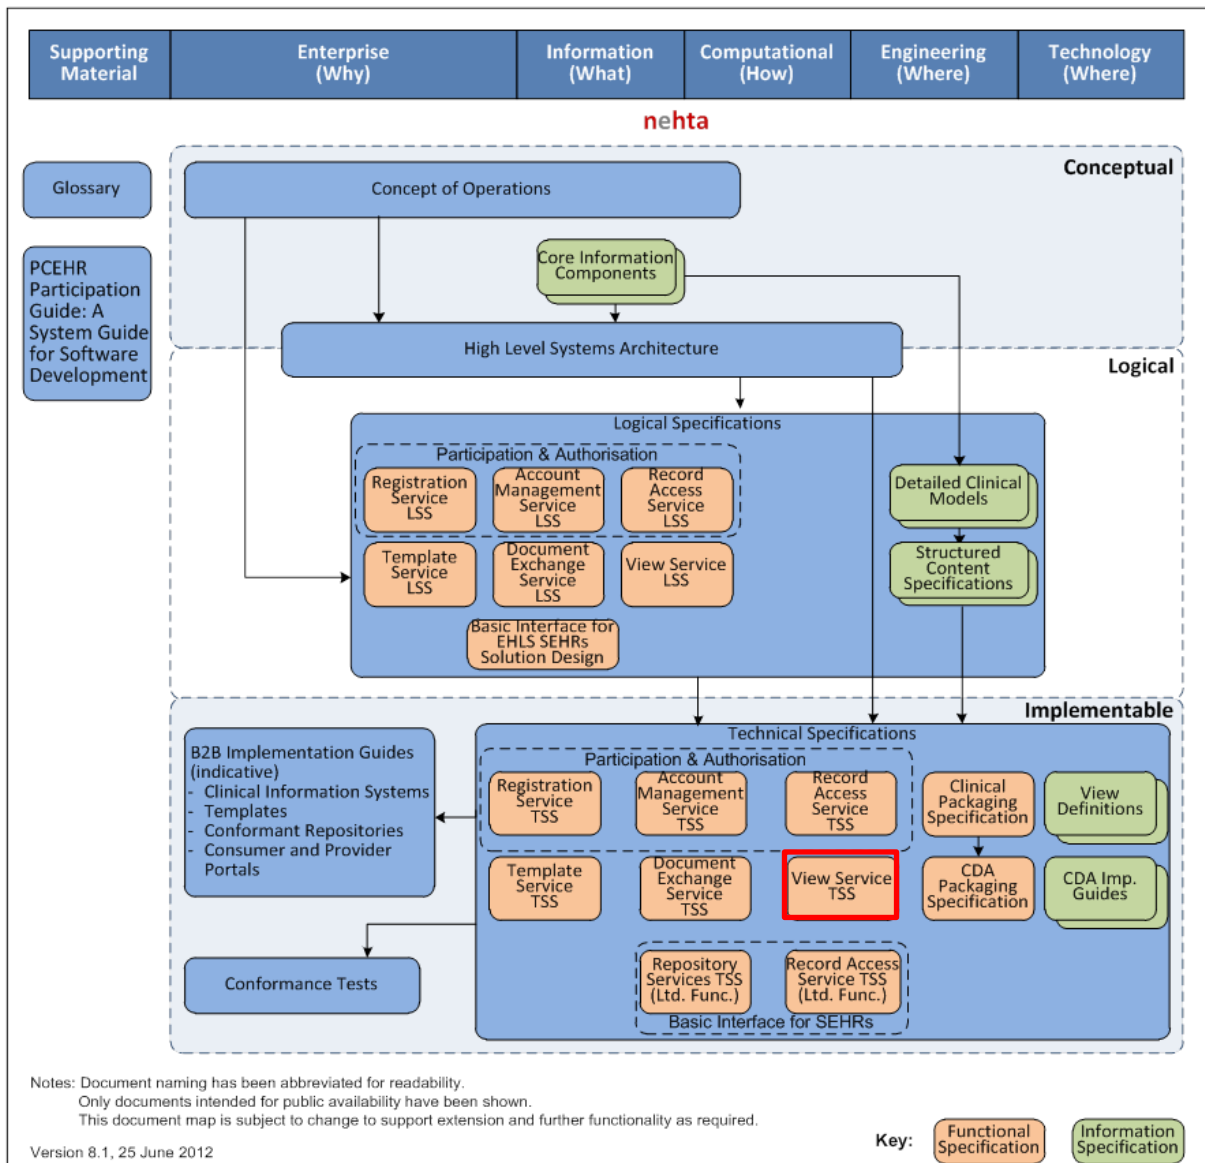 Supporting
Material
Enterprise
(Why)
Information
(What)
Computational
(How)
Engineering
(Where)
Technology
(Where)
nehta
Conceptual
Glossary
Concept of Operations
PCEHR
Participation
Guide: A
System Guide
for Software
Development
Core Information
Components
High Level Systems Architecture
Logical
Logical Specifications
Participation & Authorisation
Registration
Service
LSS
Account
Management
Service
LSS
Record
Access
Service
LSS
Detailed Clinical
Models
Template
Service
LSS
Document
Exchange
Service
LSS
View Service
LSS
Structured
Content
Specifications
Basic Interface for
EHLS SEHRs
Solution Design
Implementable
Technical Specifications
B2B Implementation Guides
(indicative)
- Clinical Information Systems
- Templates
- Conformant Repositories
- Consumer and Provider
Portals
Participation & Authorisation
Registration
Service
TSS
Account
Management
Service
TSS
Record
Access
Service
TSS
Clinical
Packaging
Specification
View
Definitions
Template
Service
TSS
Document
Exchange
Service
TSS
View Service
TSS
CDA
Packaging
Specification
CDA Imp.
Guides
Conformance Tests
Repository
Services TSS
(Ltd. Func.)
Record Access
Service TSS
(Ltd. Func.)
Basic Interface for SEHRs
Notes: Document naming has been abbreviated for readability.
Only documents intended for public availability have been shown.
This document map is subject to change to support extension and further functionality as required.
Version 8.1, 25 June 2012
Key:
Functional
Specification
Information
Specification